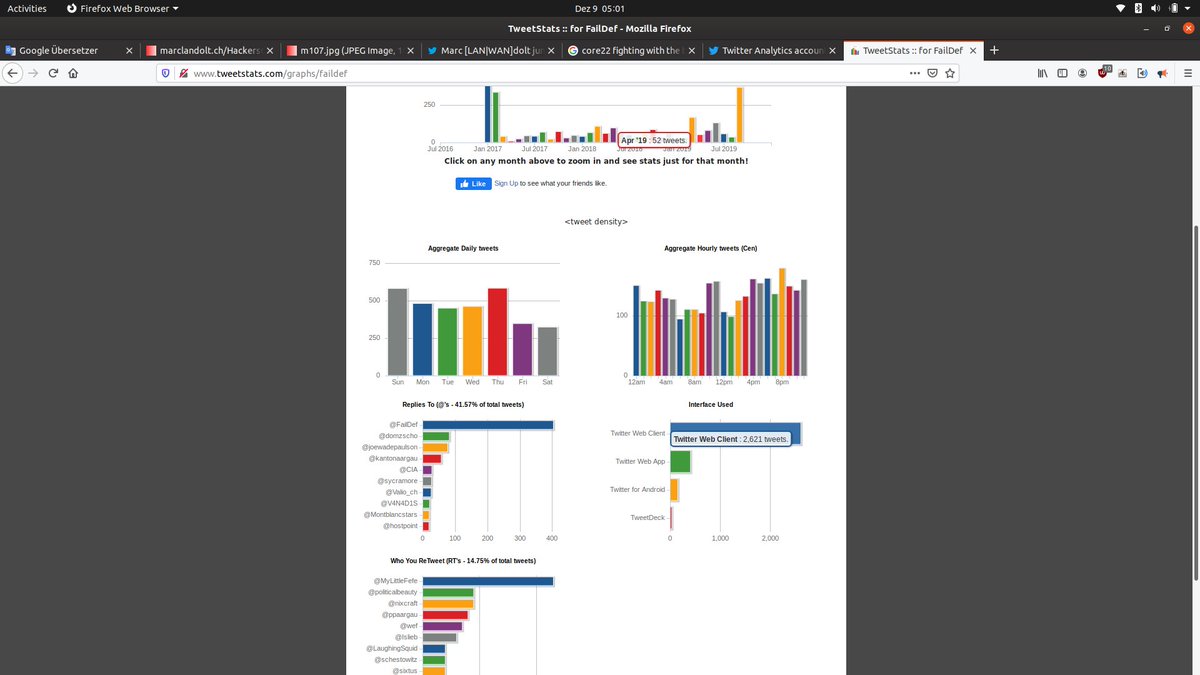 Activities Firefox Web Browser Dez 9 05:01
TweetStats :: for FailDef - Mozilla Firefox
Google Übersetzer marclandolt.ch/Hackers m107.jpg (JPEG Image, Marc [LAN|WAN]dolt ju core22 fighting with the Twitter Analytics accoun TweetStats :: for FailDef
www.tweetstats.com/graphs/faildef
250
0
Apr '19 : 52 tweets.
Jul 2016 Jan 2017 Jul 2017 Jan 2018 Jul 2018 Jan 2019 Jul 2019
Click on any month above to zoom in and see stats just for that month!
Like Sign Up to see what your friends like.
<tweet density>
Aggregate Daily tweets
750
500
250
0
Sun Mon Tue Wed Thu Fri Sat
Aggregate Hourly tweets (Cen)
100
0
12am 4am 8am 12pm 4pm 8pm
Replies To (@'s - 41.57% of total tweets)
@FailDef
@domzscho
@joewadepaulson
@kantonaargau
@CIA
@sycramore
@Vallo_ch
@V4N4D1S
@Montblancstars
@hostpoint
0 100 200 300 400
Interface Used
Twitter Web Client
Twitter Web Client : 2,621 tweets.
Twitter Web App
Twitter for Android
TweetDeck
0 1,000 2,000
Who You ReTweet (RT's - 14.75% of total tweets)
@MyLittleFefe
@politicalbeauty
@nixcraft
@ppaargau
@wef
@lslieb
@LaughingSquid
@schestowitz
@sixtus